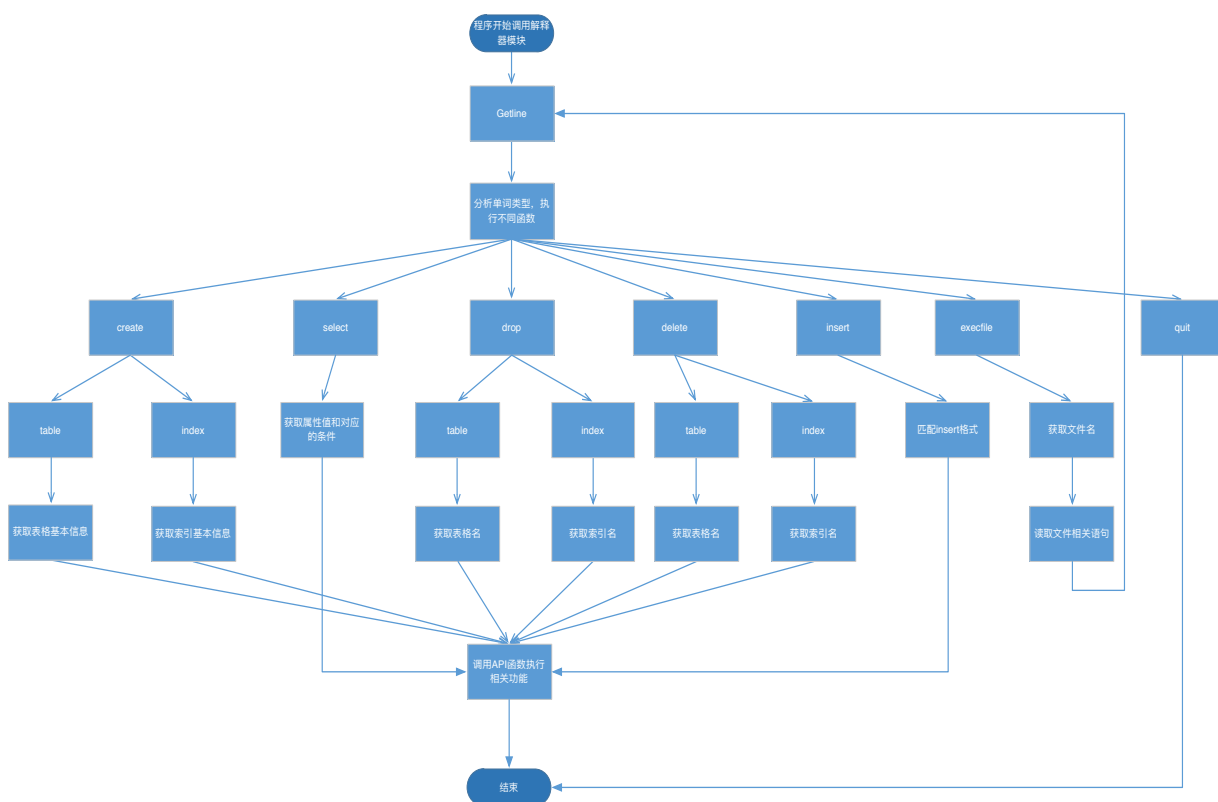 程序开始调用解释
器模块
Getline
分析单词类型，执
行不同函数
create
select
drop
delete
insert
execfile
quit
table
index
获取属性值和对应
的条件
table
index
table
index
匹配insert格式
获取文件名
获取表格基本信息
获取索引基本信息
获取表格名
获取索引名
获取表格名
获取索引名
读取文件相关语句
调用API函数执行
相关功能
结束